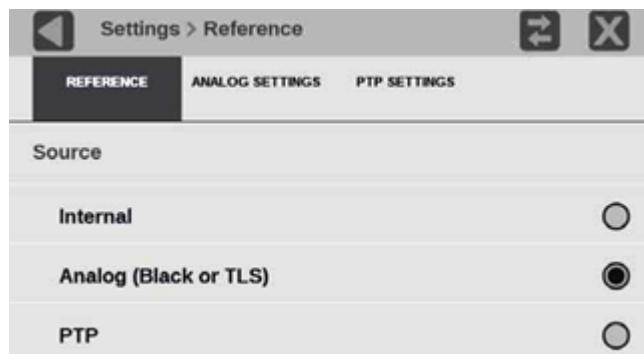 Settings > Reference
REFERENCE ANALOG SETTINGS PTP SETTINGS
Source
Internal
Analog (Black or TLS)
PTP